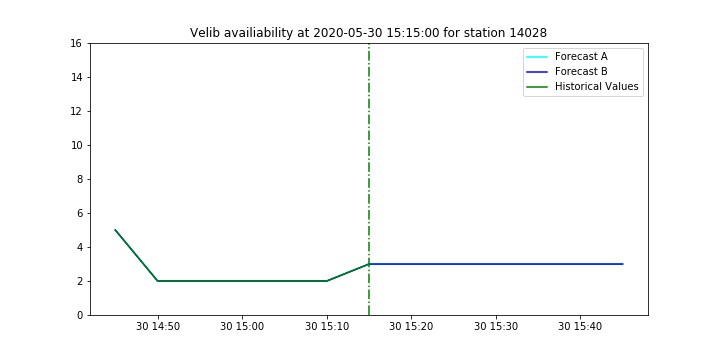 Velib availiability at 2020-05-30 15:15:00 for station 14028
Forecast A
Forecast B
Historical Values
16
14
12
10
8
6
4
2
0
30 14:50 30 15:00 30 15:10 30 15:20 30 15:30 30 15:40